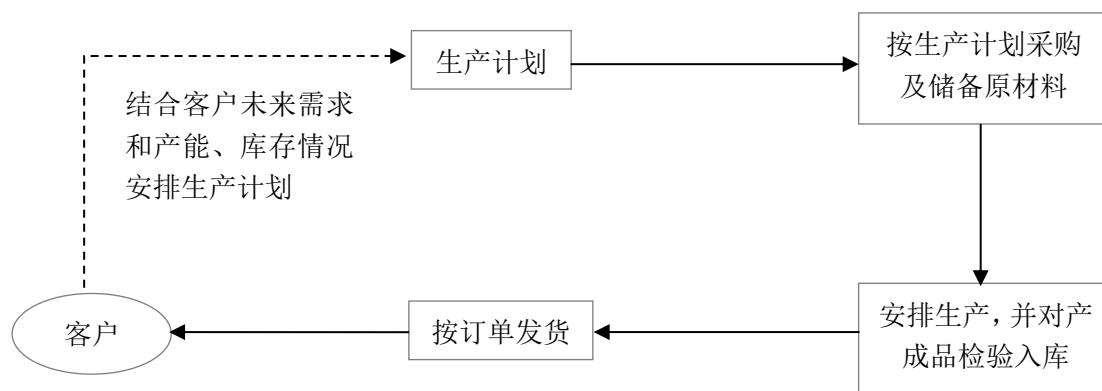 生产计划
按生产计划采购
及储备原材料
结合客户未来需求
和产能、库存情况
安排生产计划
客户
按订单发货
安排生产，并对产
成品检验入库